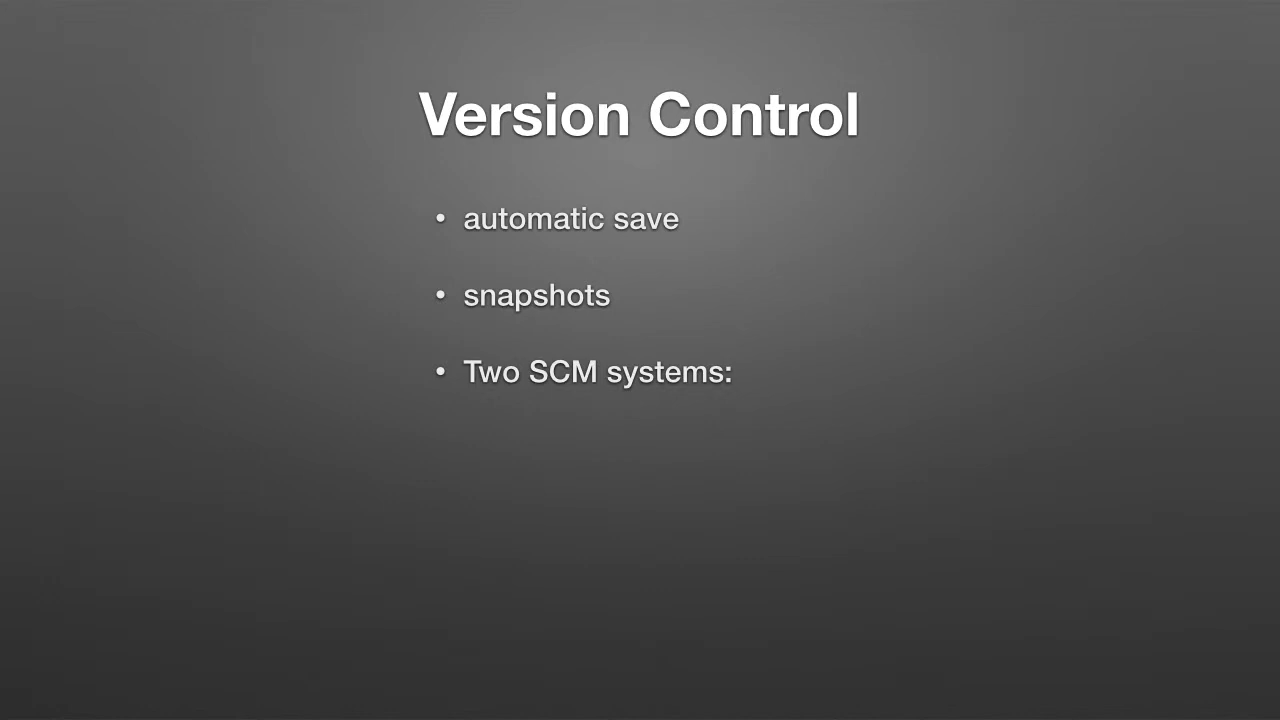 Version Control
• automatic save
• snapshots
• Two SCM systems: